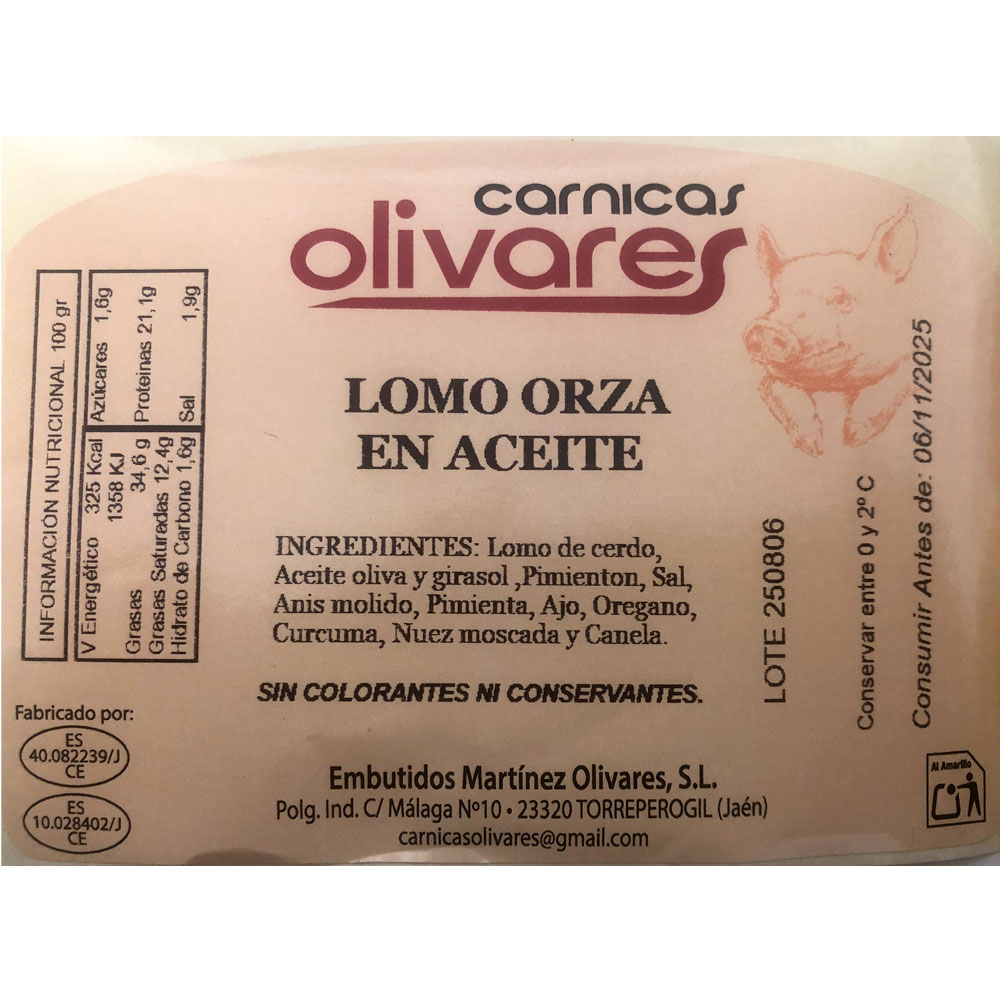 carnicas
olivares
LOMO ORZA
EN ACEITE
INGREDIENTES: Lomo de cerdo,
Aceite oliva y girasol ,Pimienton, Sal,
Anis molido, Pimienta, Ajo, Oregano,
Curcuma, Nuez moscada y Canela.
SIN COLORANTES NI CONSERVANTES.
INFORMACIÓN NUTRICIONAL 100 gr
V Energético 325 Kcal
1358 KJ
Grasas 34,6 g
Grasas Saturadas 12,4g
Hidrato de Carbono 1,6g
Azúcares 1,6g
Proteinas 21,1g
Sal 1,9g
LOTE 250806
Conservar entre 0 y 2º C
Consumir Antes de: 06/11/2025
Fabricado por:
ES
40.082239/J
CE
ES
10.028402/J
CE
Embutidos Martínez Olivares, S.L.
Polg. Ind. C/ Málaga Nº10 • 23320 TORREPEROGIL (Jaén)
carnicasolivares@gmail.com
Al Amarillo